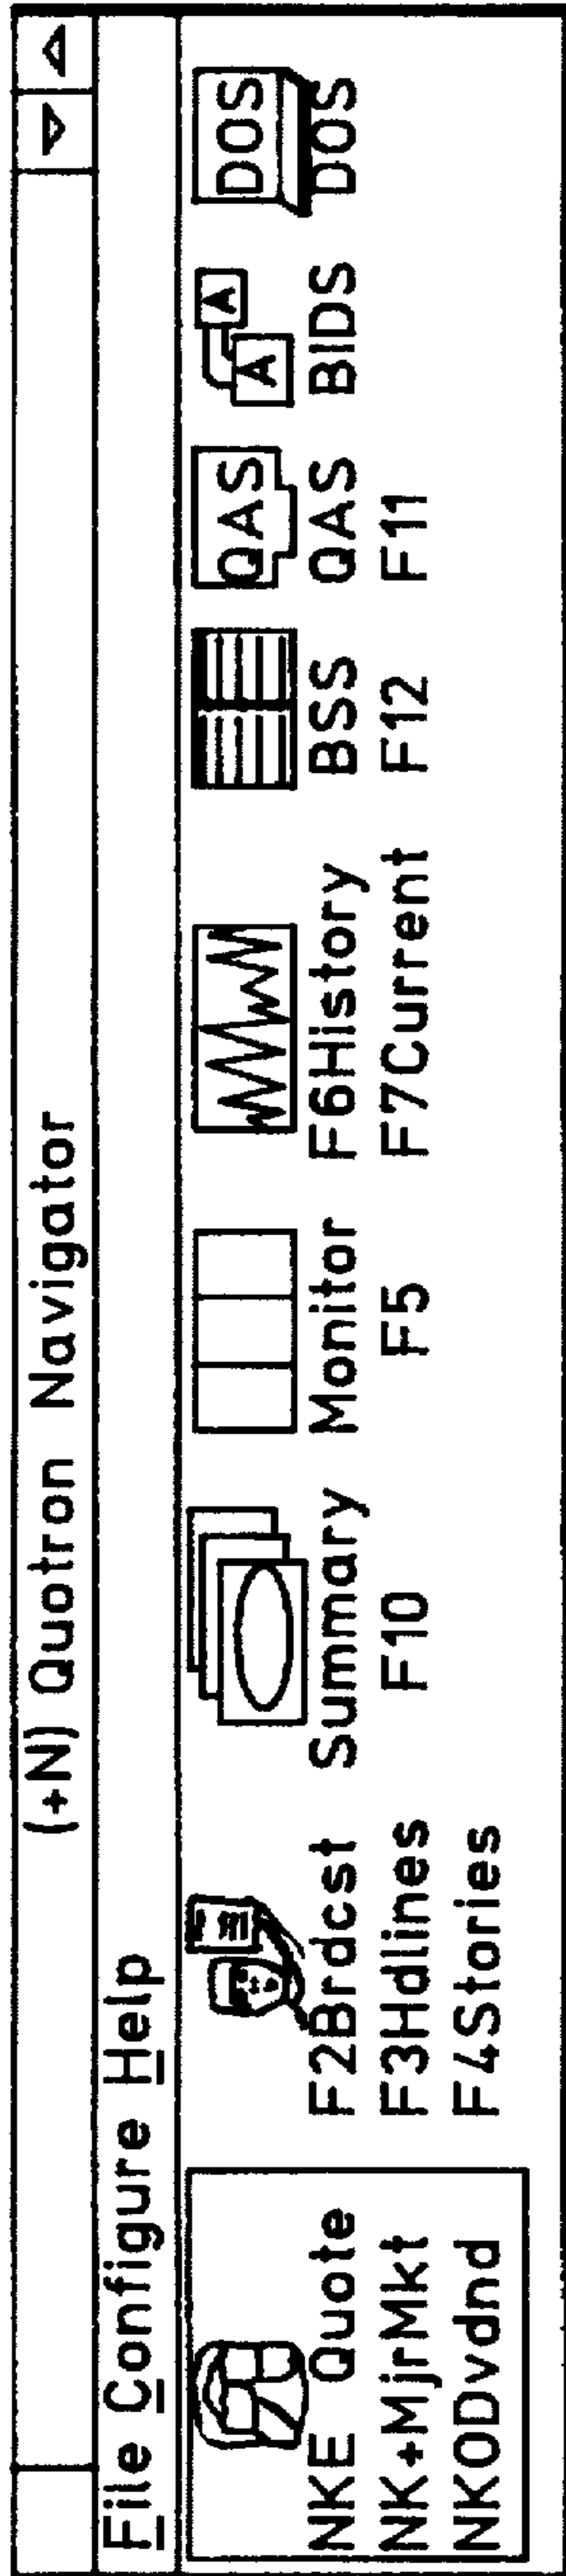 (+N) Quotron Navigator
File Configure Help
NKE Quote
NK+MjrMkt
NK0Dvdnd
F2Brdcst
F3Hdlines
F4Stories
Summary
F10
Monitor
F5
F6History
F7Current
BSS
F12
QAS
QAS
F11
A
A
BIDS
DOS
DOS